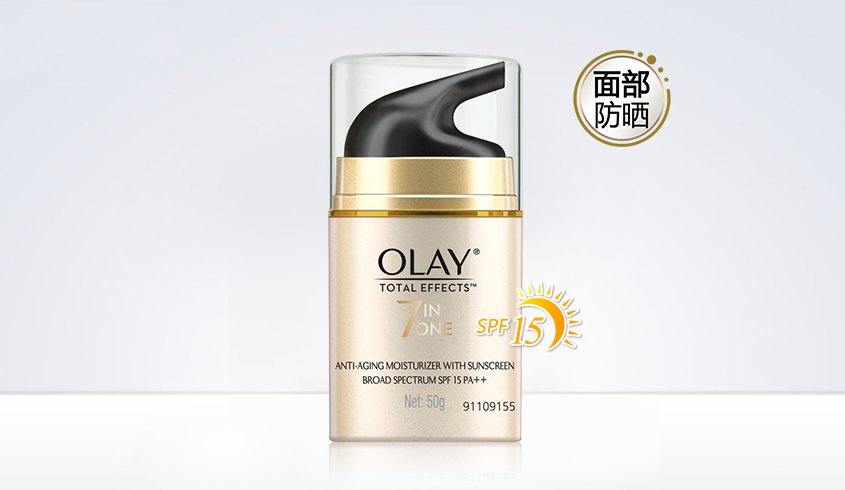 面部
防晒
OLAY®
TOTAL EFFECTS™
7 IN ONE
SPF 15
ANTI-AGING MOISTURIZER WITH SUNSCREEN
BROAD SPECTRUM SPF 15 PA++
Net: 50g
91109155